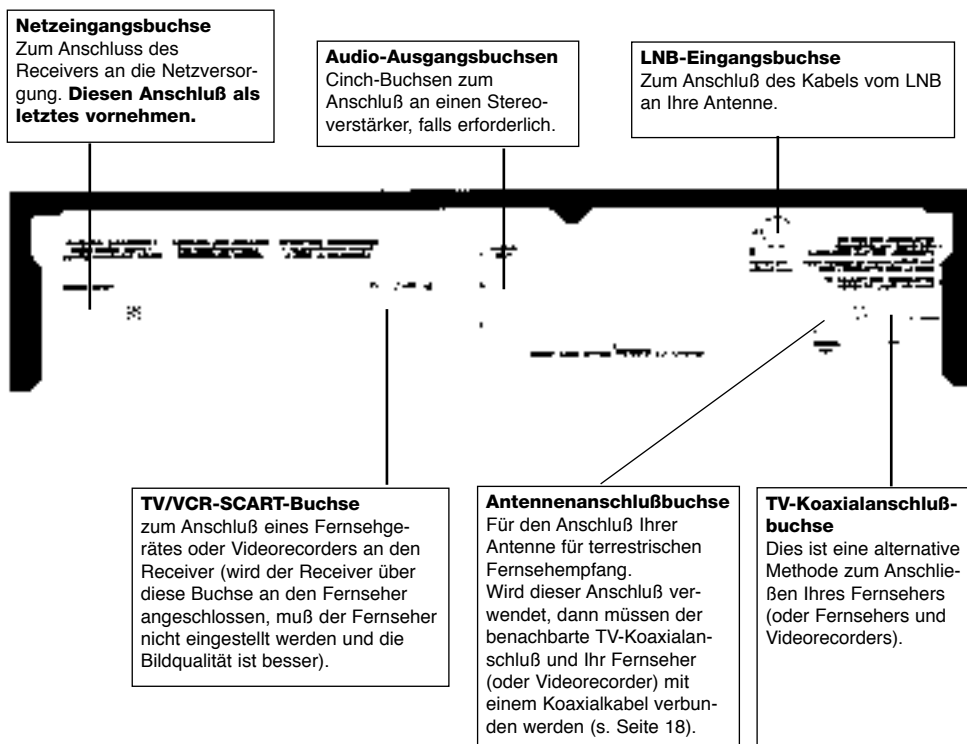 Netzeingangsbuchse
Zum Anschluss des
Receivers an die Netzversor-
gung. Diesen Anschluß als
letztes vornehmen.
Audio-Ausgangsbuchsen
Cinch-Buchsen zum
Anschluß an einen Stereo-
verstärker, falls erforderlich.
LNB-Eingangsbuchse
Zum Anschluß des Kabels vom LNB
an Ihre Antenne.
TV/VCR-SCART-Buchse
zum Anschluß eines Fernsehge-
rätes oder Videorecorders an den
Receiver (wird der Receiver über
diese Buchse an den Fernseher
angeschlossen, muß der Fernseher
nicht eingestellt werden und die
Bildqualität ist besser).
Antennenanschlußbuchse
Für den Anschluß Ihrer
Antenne für terrestrischen
Fernsehempfang.
Wird dieser Anschluß ver-
wendet, dann müssen der
benachbarte TV-Koaxialan-
schluß und Ihr Fernseher
(oder Videorecorder) mit
einem Koaxialkabel verbun-
den werden (s. Seite 18).
TV-Koaxialanschluß-
buchse
Dies ist eine alternative
Methode zum Anschlie-
ßen Ihres Fernsehers
(oder Fernsehers und
Videorecorders).